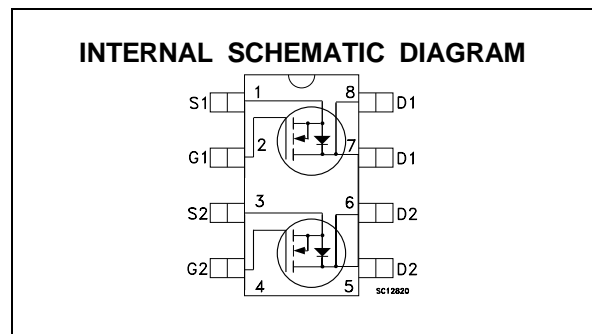 INTERNAL SCHEMATIC DIAGRAM
S1 1 8 D1
G1 2 7 D1
S2 3 6 D2
G2 4 5 D2
SC12820